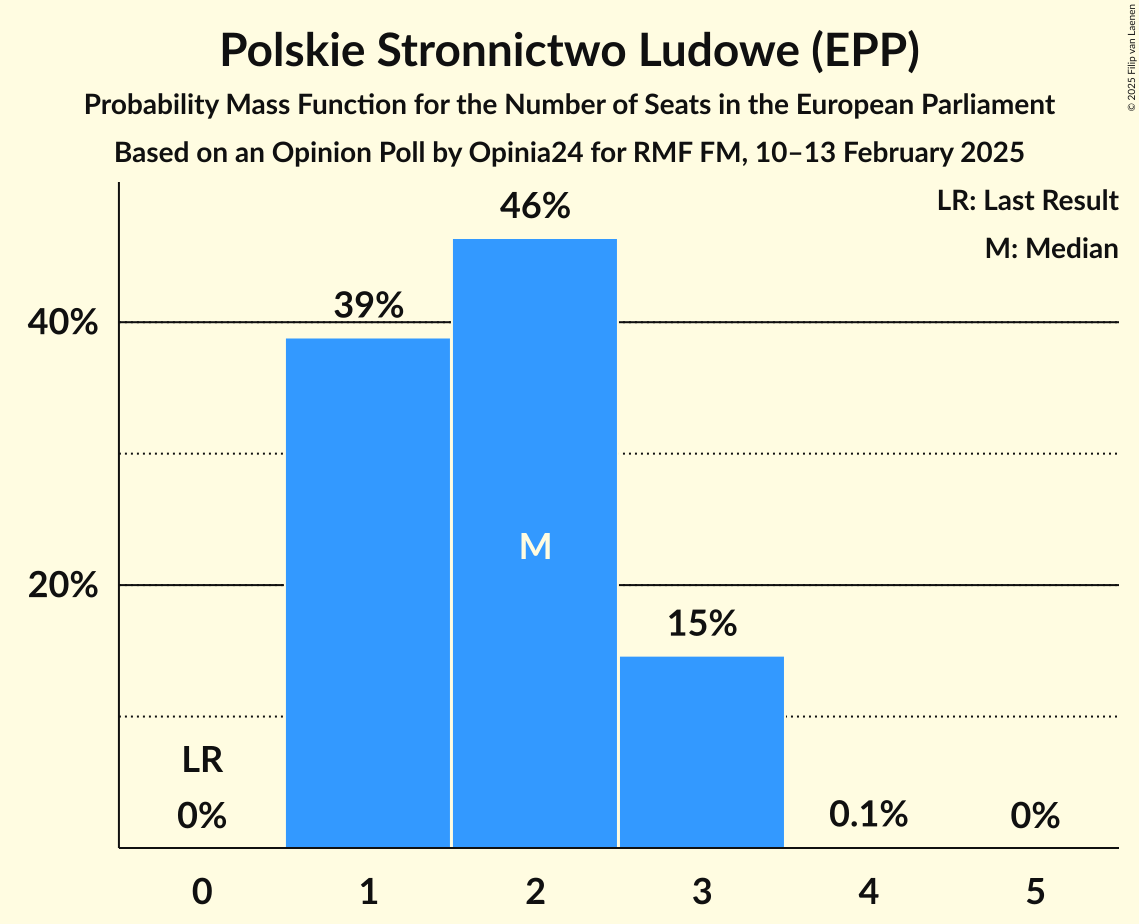 Polskie Stronnictwo Ludowe (EPP)
Probability Mass Function for the Number of Seats in the European Parliament
Based on an Opinion Poll by Opinia24 for RMF FM, 10–13 February 2025
© 2025 Filip van Laenen
LR: Last Result
M: Median
46%
39%
40%
M
20%
15%
LR
0%
0.1%
0%
0
1
2
3
4
5